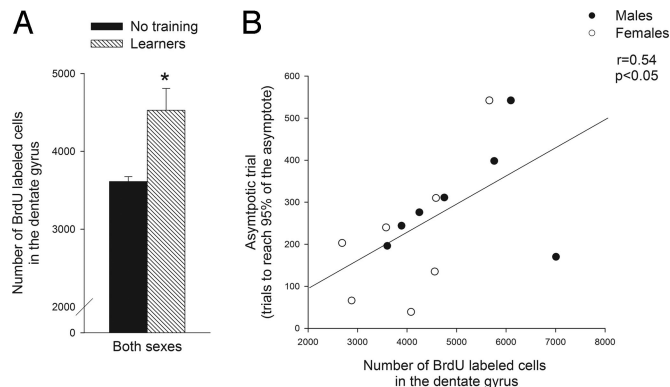 A
No training
Learners
*
Number of BrdU labeled cells
in the dentate gyrus
5000
4000
3000
2000
0
Both sexes
B
Males
Females
r=0.54
p<0.05
Asymtpotic trial
(trials to reach 95% of the asymptote)
600
500
400
300
200
100
0
2000 3000 4000 5000 6000 7000 8000
Number of BrdU labeled cells
in the dentate gyrus